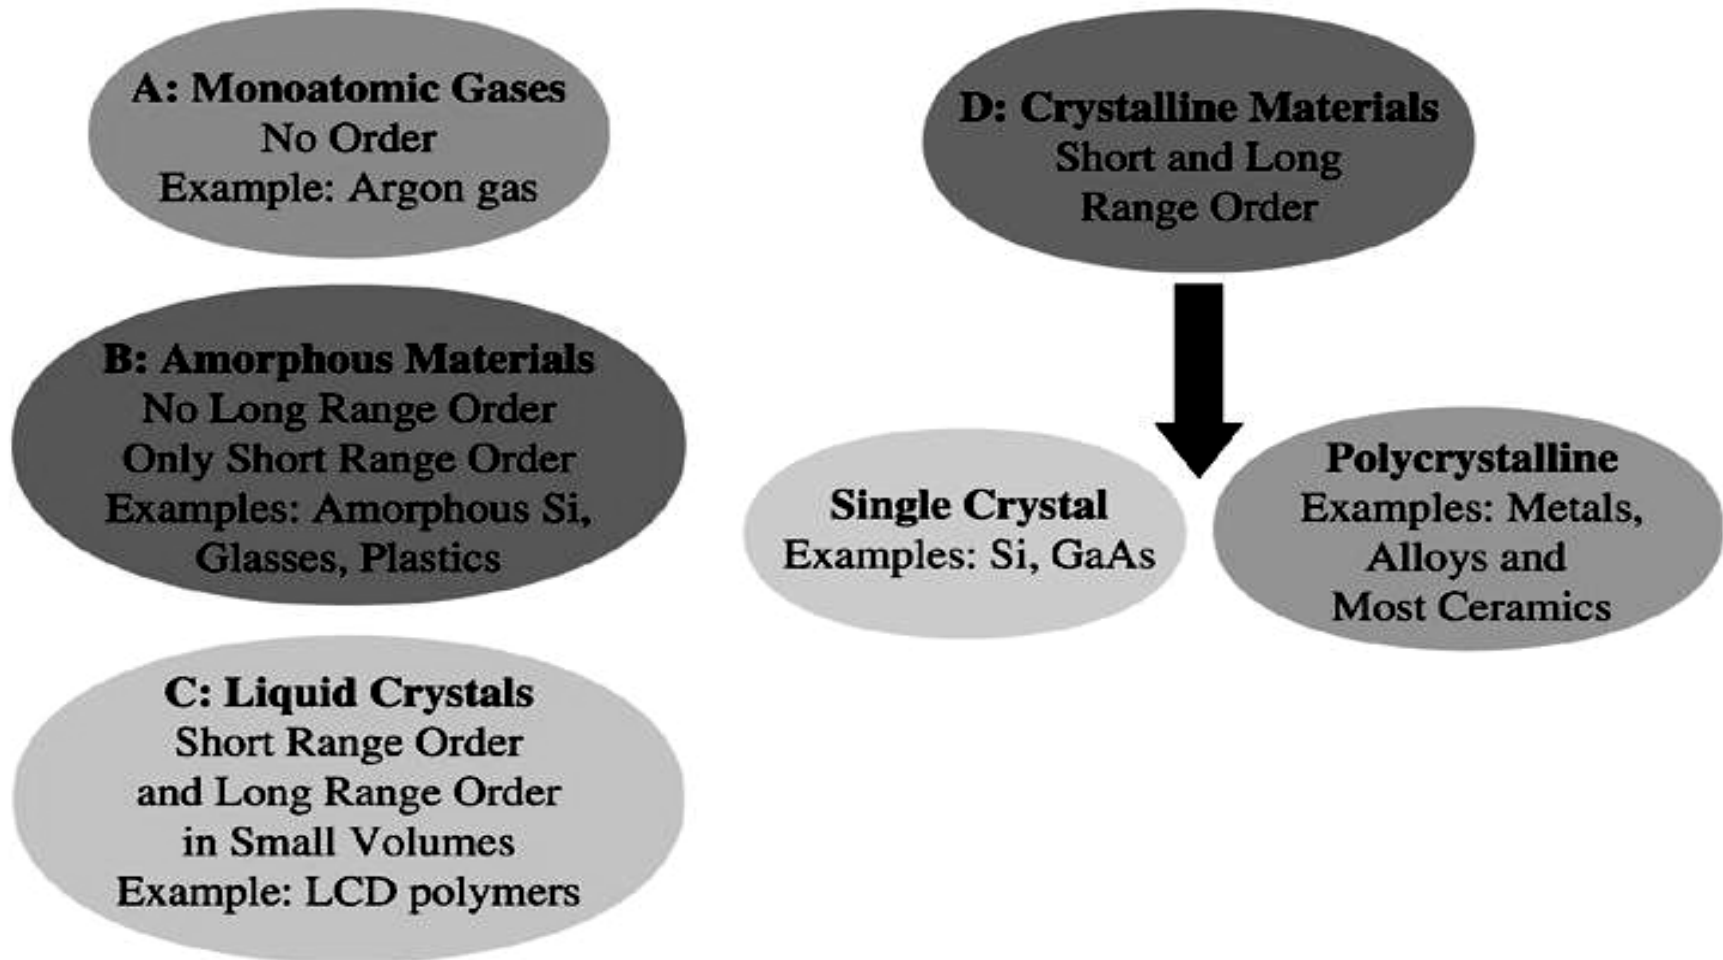 A: Monoatomic Gases
No Order
Example: Argon gas
B: Amorphous Materials
No Long Range Order
Only Short Range Order
Examples: Amorphous Si,
Glasses, Plastics
C: Liquid Crystals
Short Range Order
and Long Range Order
in Small Volumes
Example: LCD polymers
D: Crystalline Materials
Short and Long
Range Order
Single Crystal
Examples: Si, GaAs
Polycrystalline
Examples: Metals,
Alloys and
Most Ceramics